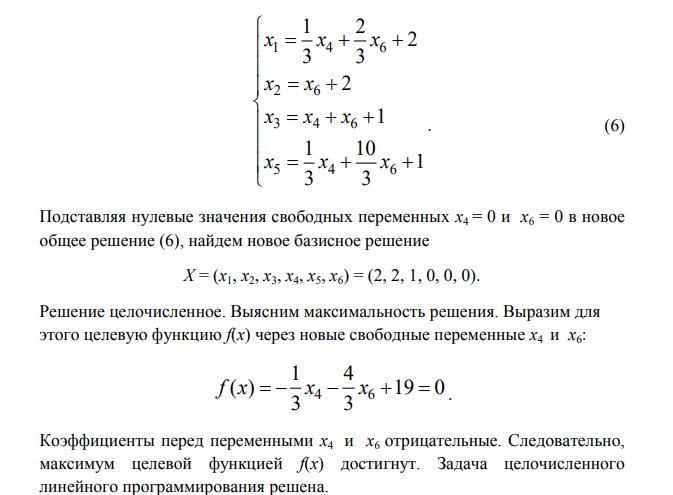 x₁ = 1/3 x₄ + 2/3 x₆ + 2
x₂ = x₆ + 2
x₃ = x₄ + x₆ + 1
x₅ = 1/3 x₄ + 10/3 x₆ + 1
. (6)
Подставляя нулевые значения свободных переменных x₄ = 0 и x₆ = 0 в новое
общее решение (6), найдем новое базисное решение
X = (x₁, x₂, x₃, x₄, x₅, x₆) = (2, 2, 1, 0, 0, 0).
Решение целочисленное. Выясним максимальность решения. Выразим для
этого целевую функцию f(x) через новые свободные переменные x₄ и x₆:
f(x) = −1/3 x₄ − 4/3 x₆ + 19 = 0.
Коэффициенты перед переменными x₄ и x₆ отрицательные. Следовательно,
максимум целевой функцией f(x) достигнут. Задача целочисленного
линейного программирования решена.